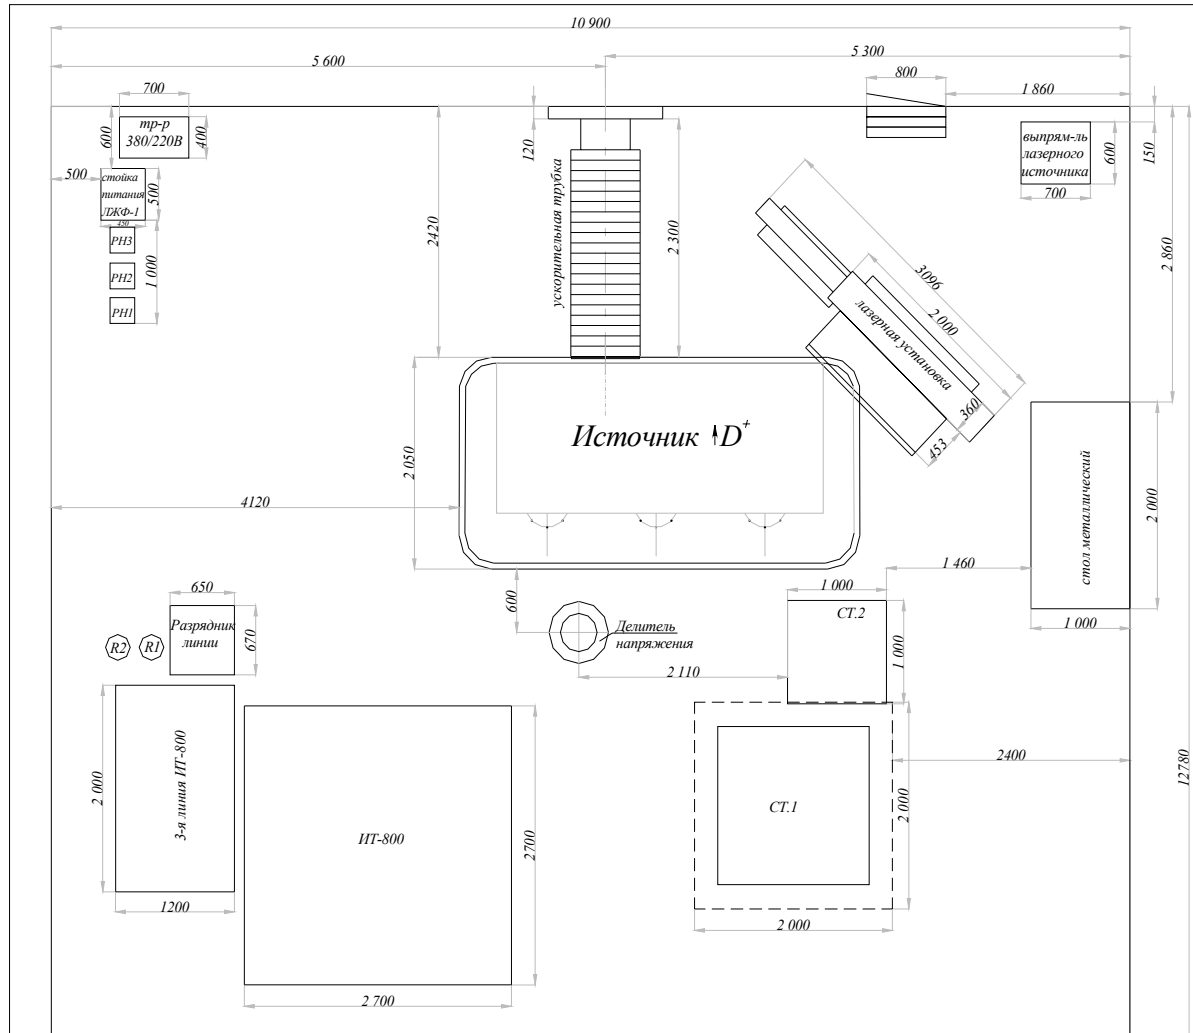 10 900
5 600
5 300
800
1 860
700
600
тр-р
380/220В
400
120
выпрям-ль
лазерного
источника
600
150
700
500
стойка
питания
ЛЖФ-1
500
450
РН3
РН2
РН1
1 000
2420
ускорительная трубка
2 300
3096
2 000
лазерная установка
360
453
2 860
Источник D+
2 050
4120
стол металлический
2 000
1 460
1 000
650
Разрядник
линии
670
R2
R1
600
Делитель
напряжения
2 110
1 000
СТ.2
1 000
2400
12780
3-я линия ИТ-800
2 000
1200
ИТ-800
2700
2 700
СТ.1
2 000
2 000